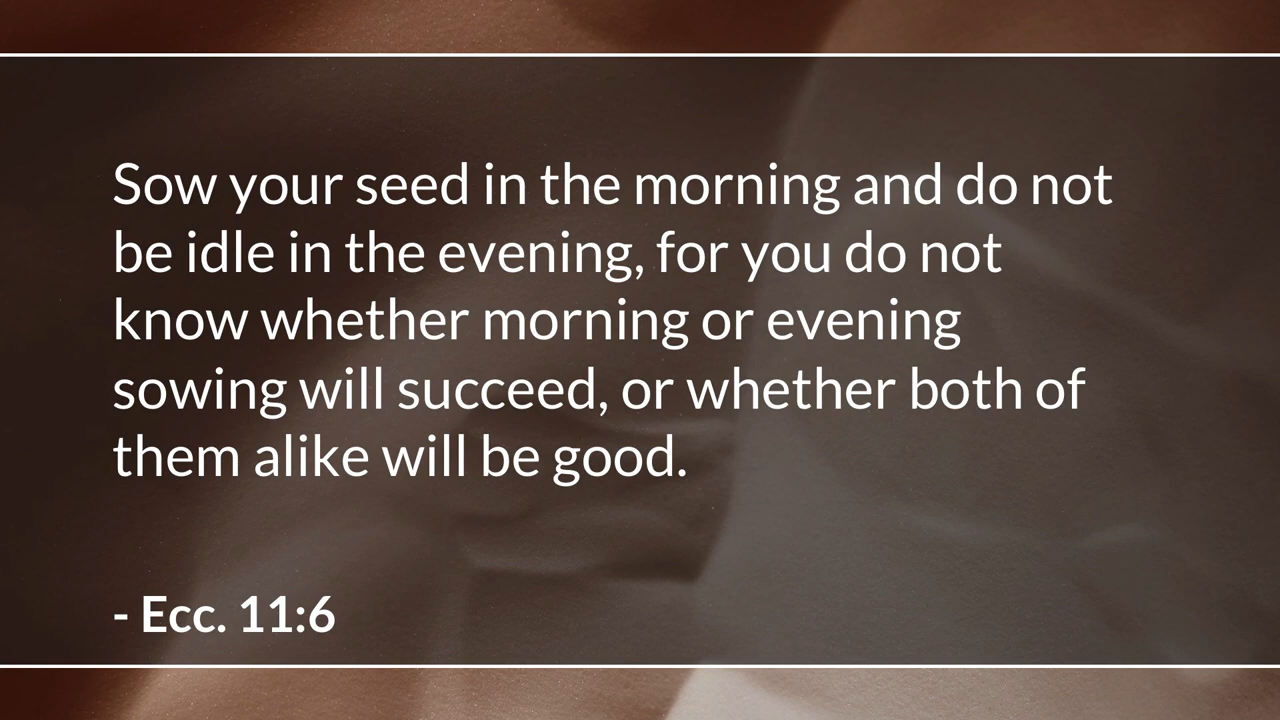 Sow your seed in the morning and do not
be idle in the evening, for you do not
know whether morning or evening
sowing will succeed, or whether both of
them alike will be good.
- Ecc. 11:6